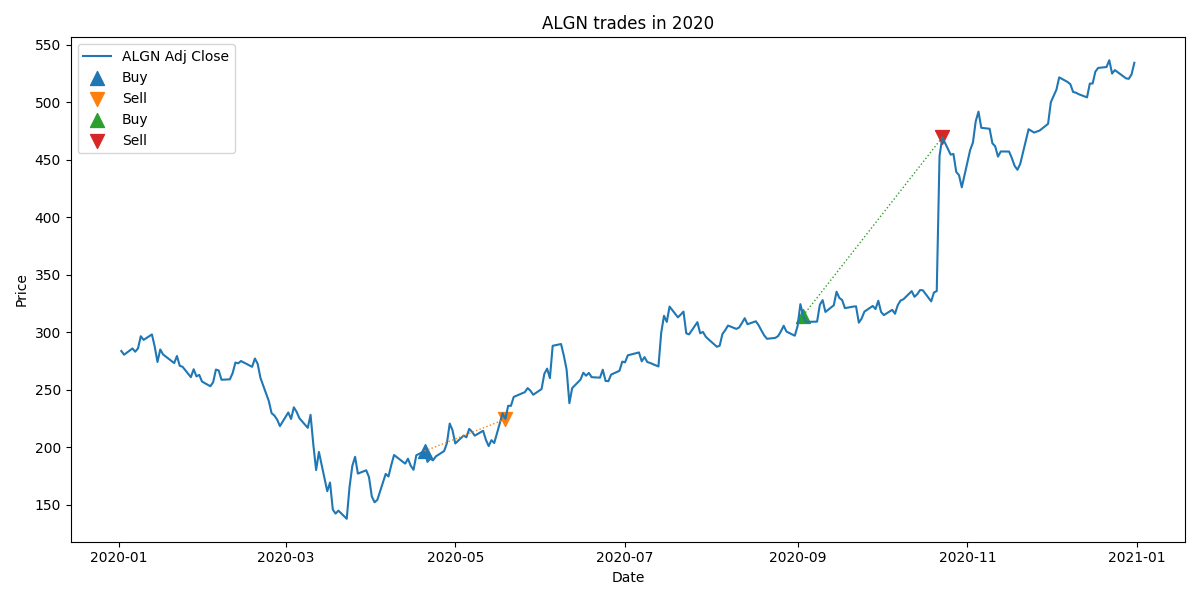 ALGN trades in 2020
ALGN Adj Close
Buy
Sell
Buy
Sell
Price
550
500
450
400
350
300
250
200
150
2020-01
2020-03
2020-05
2020-07
2020-09
2020-11
2021-01
Date